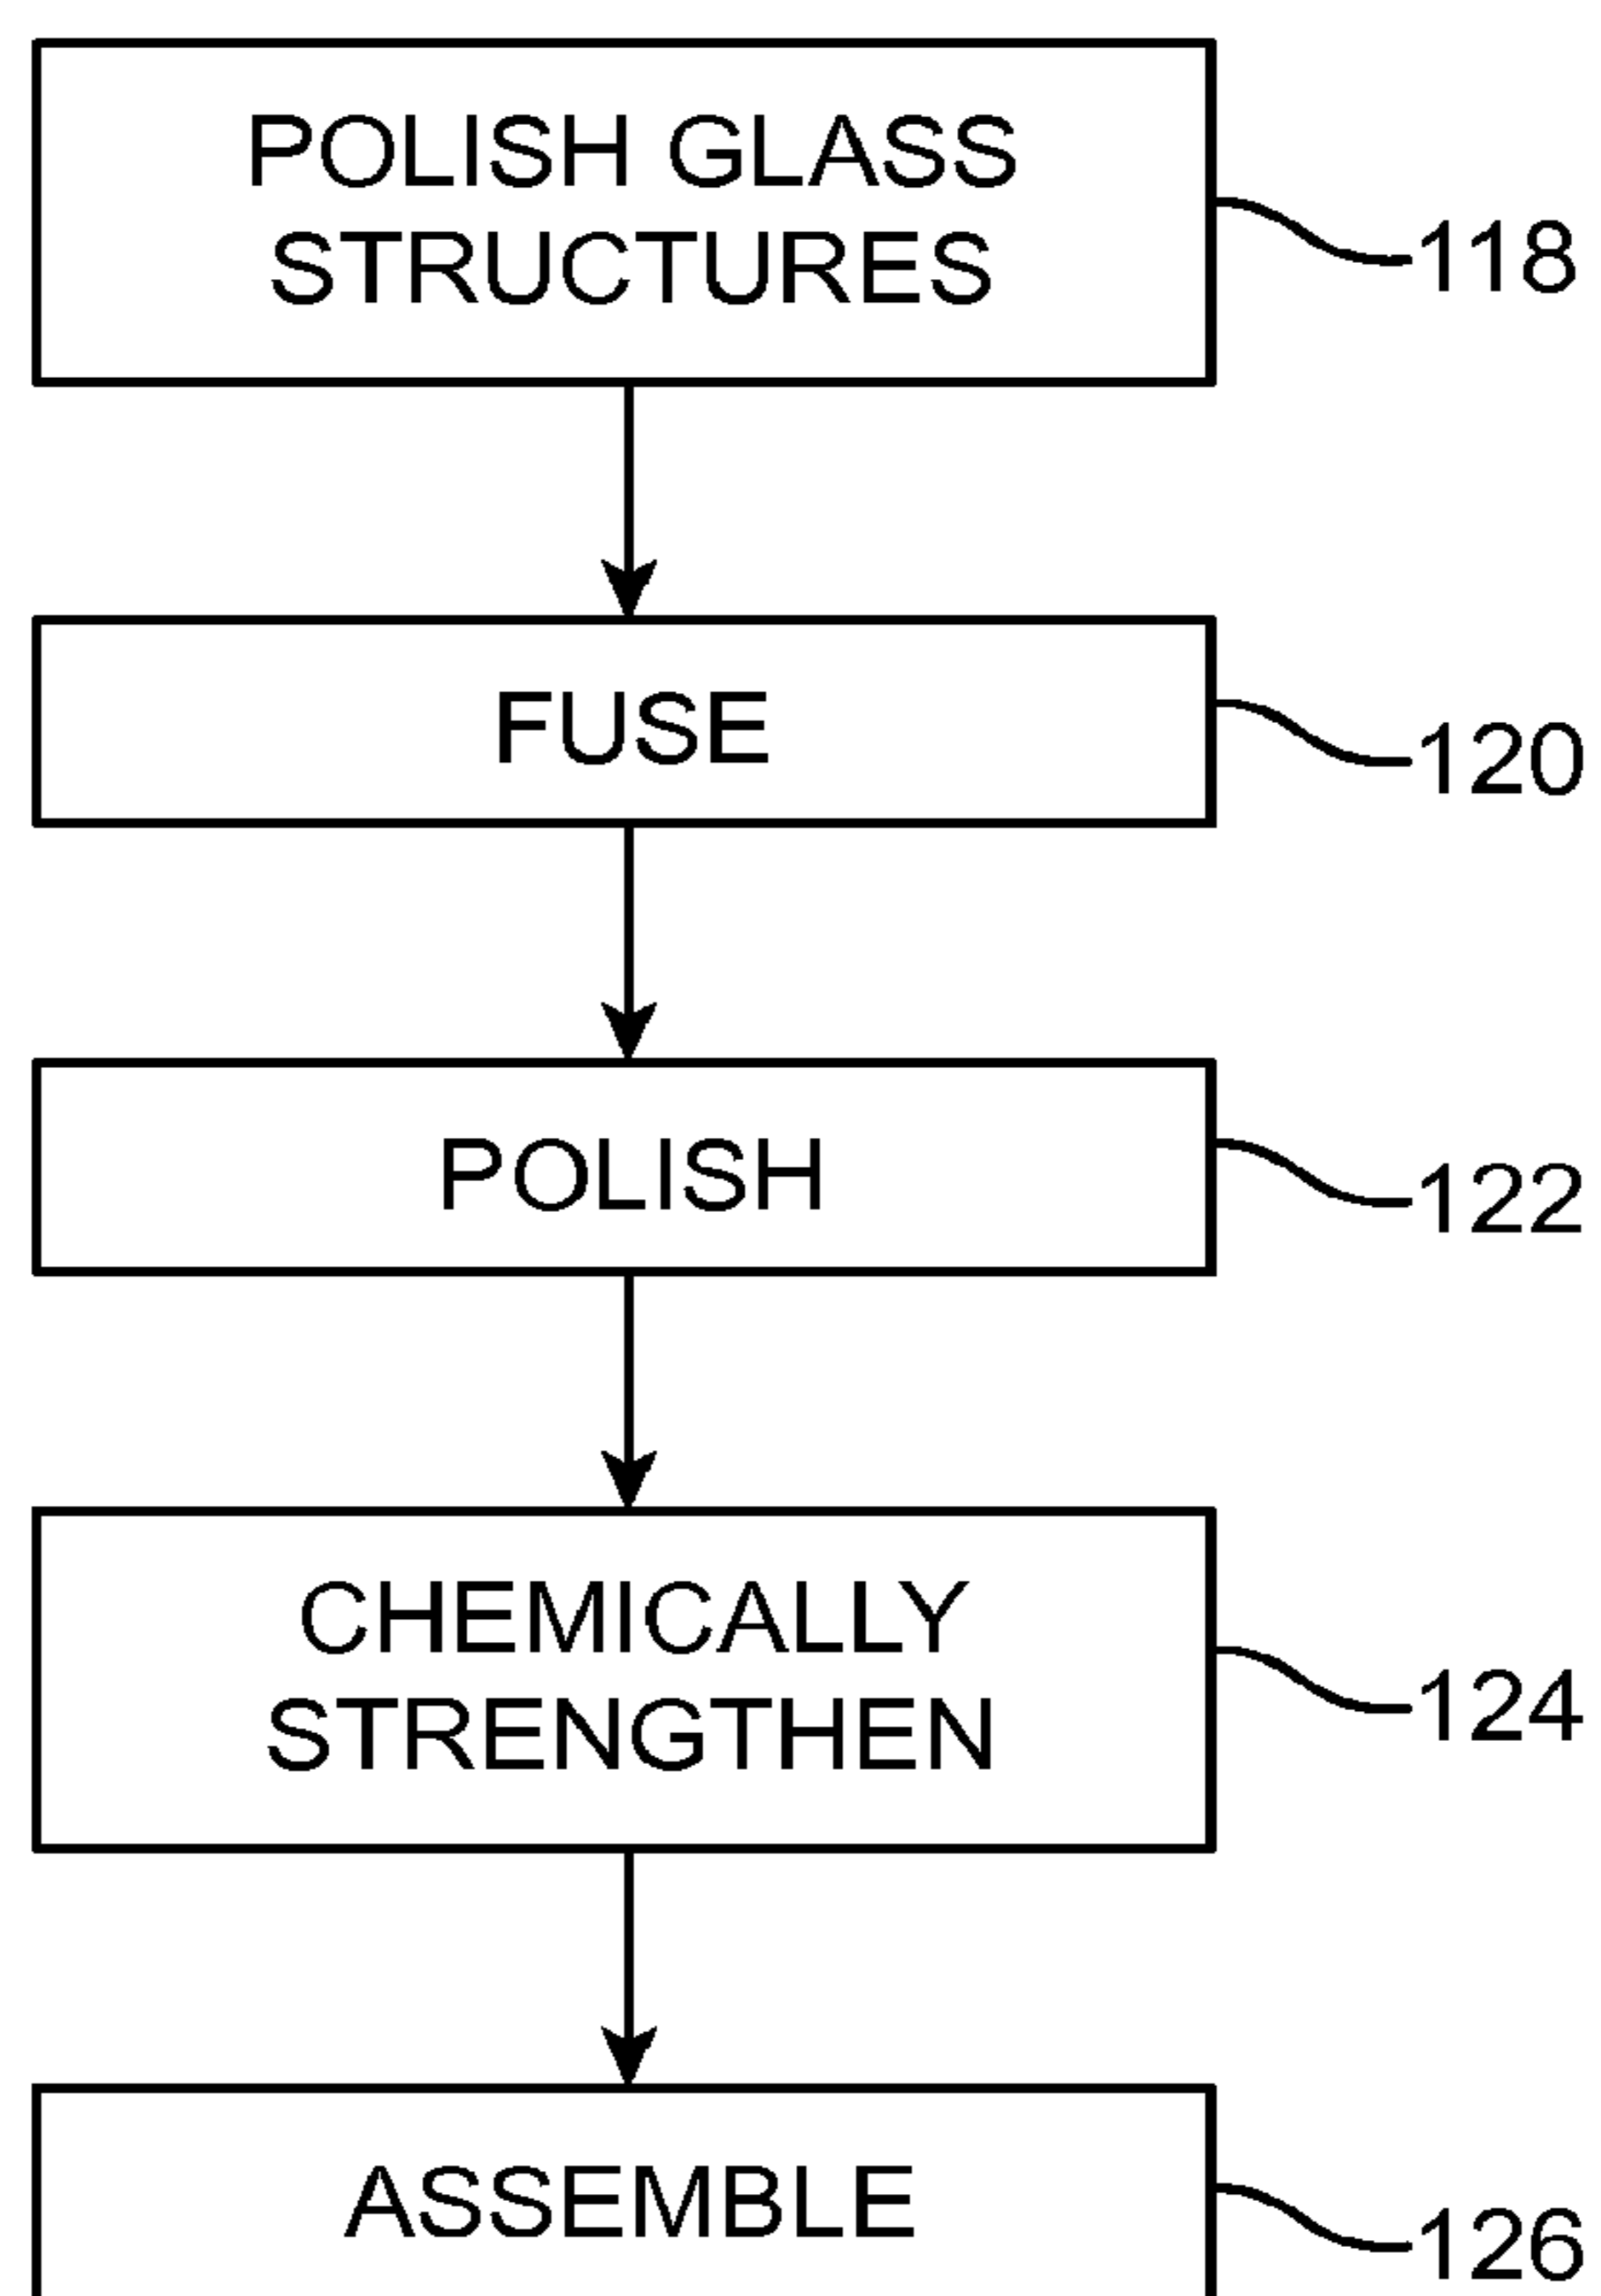 POLISH GLASS
STRUCTURES
118
FUSE
120
POLISH
122
CHEMICALLY
STRENGTHEN
124
ASSEMBLE
126